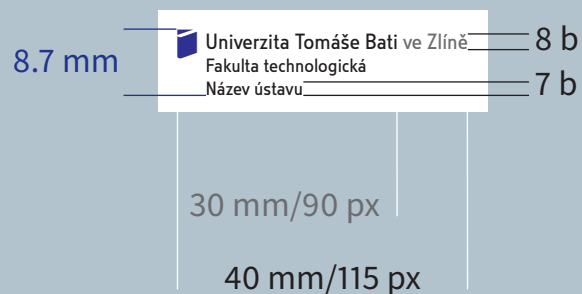 8.7 mm
Univerzita Tomáše Bati ve Zlíně
8 b
Fakulta technologická
Název ústavu
7 b
30 mm/90 px
40 mm/115 px